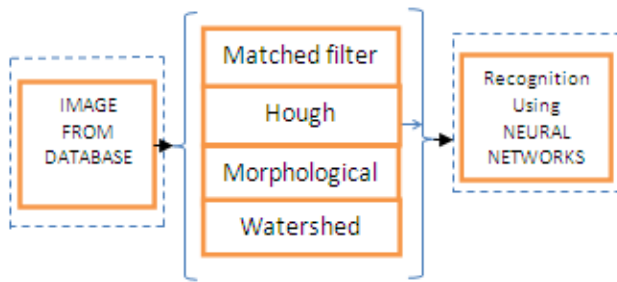 IMAGE
FROM
DATABASE
Matched filter
Hough
Morphological
Watershed
Recognition
Using
NEURAL
NETWORKS